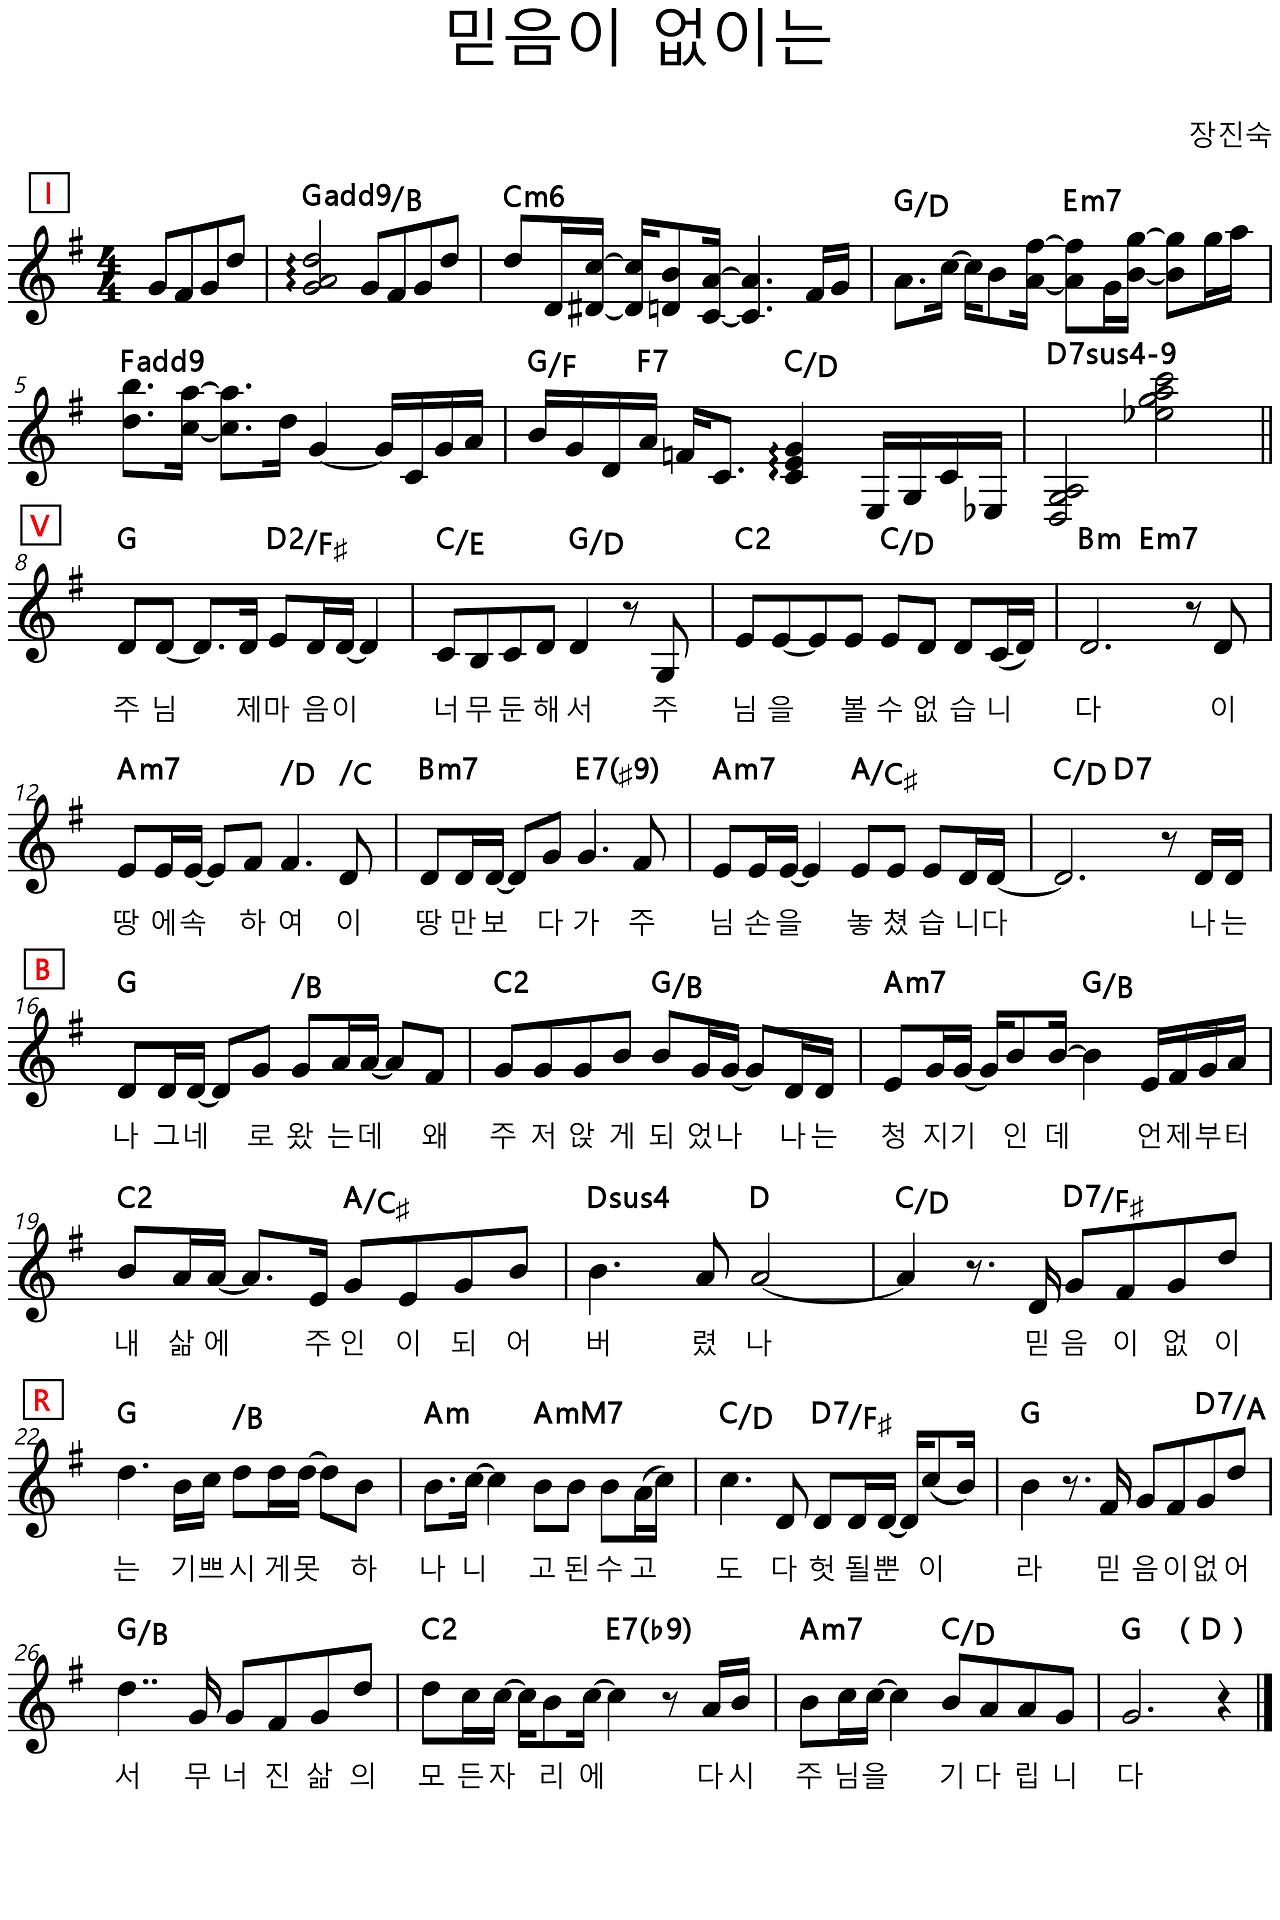 믿음이 없이는
장진숙
I
Gadd9/B Cm6 G/D Em7
4 4
5
Fadd9 G/F F7 C/D D7sus4-9
V
8
G D2/F♯ C/E G/D C2 C/D Bm Em7
주 님 제마 음이 너무둔해서 주 님을 볼수없습니 다 이
12
Am7 /D /C Bm7 E7(♯9) Am7 A/C♯ C/D D7
땅 에속 하여 이 땅만보 다가 주 님손을 놓쳤습니다 나는
B
16
G /B C2 G/B Am7 G/B
나 그네 로 왔는데 왜 주저앉게되었나 나는 청 지기 인데 언제부터
19
C2 A/C♯ Dsus4 D C/D D7/F♯
내 삶에 주인 이 되 어 버 렸 나 믿음 이 없 이
R
22
G /B Am AmM7 C/D D7/F♯ G D7/A
는 기쁘시게못 하 나니 고된수고 도 다헛될뿐 이 라 믿음이없어
26
G/B C2 E7(♭9) Am7 C/D G ( D )
서 무너진삶의 모든자 리에 다시 주님을 기다립니 다